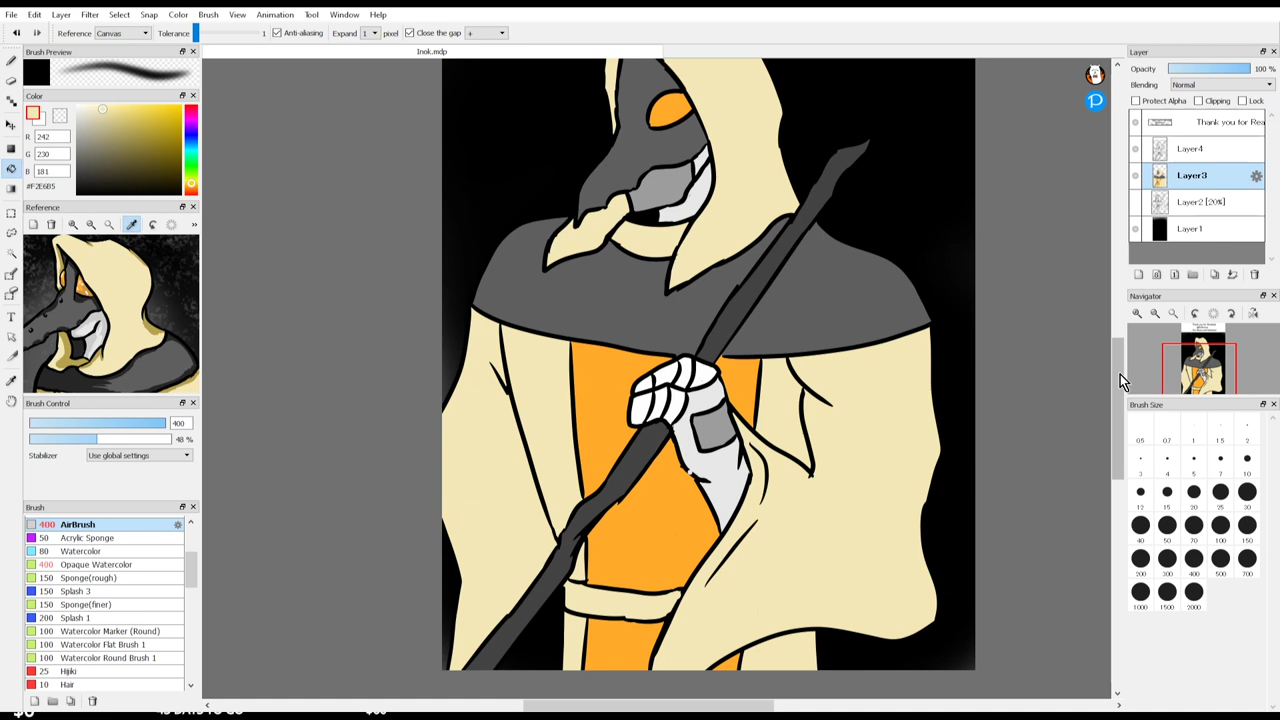 File Edit Layer Filter Snap Color Brush View Animation Tool Window Help
Reference Canvas Tolerance 1 Anti-aliasing Expand 1 pixel Close the gap +
Inok.mdp
Brush Preview
Color
R 242
G 230
B 181
#F2E6B5
Reference
Brush Control
400
48 %
Stabilizer Use global settings
Brush
400 AirBrush
50 Acrylic Sponge
80 Watercolor
400 Opaque Watercolor
150 Sponge(rough)
150 Splash 3
150 Sponge(finer)
200 Splash 1
100 Watercolor Marker (Round)
100 Watercolor Flat Brush 1
100 Watercolor Round Brush 1
25 Hijiki
10 Hair
Layer
Opacity 100 %
Blending Normal
Protect Alpha Clipping Lock
Thank you for Rea
Layer4
Layer3
Layer2 [20%]
Layer1
Navigator
Brush Size
0.5 0.7 1 1.5 2
3 4 5 7 10
12 15 20 25 30
40 50 70 100 150
200 300 400 500 700
1000 1500 2000